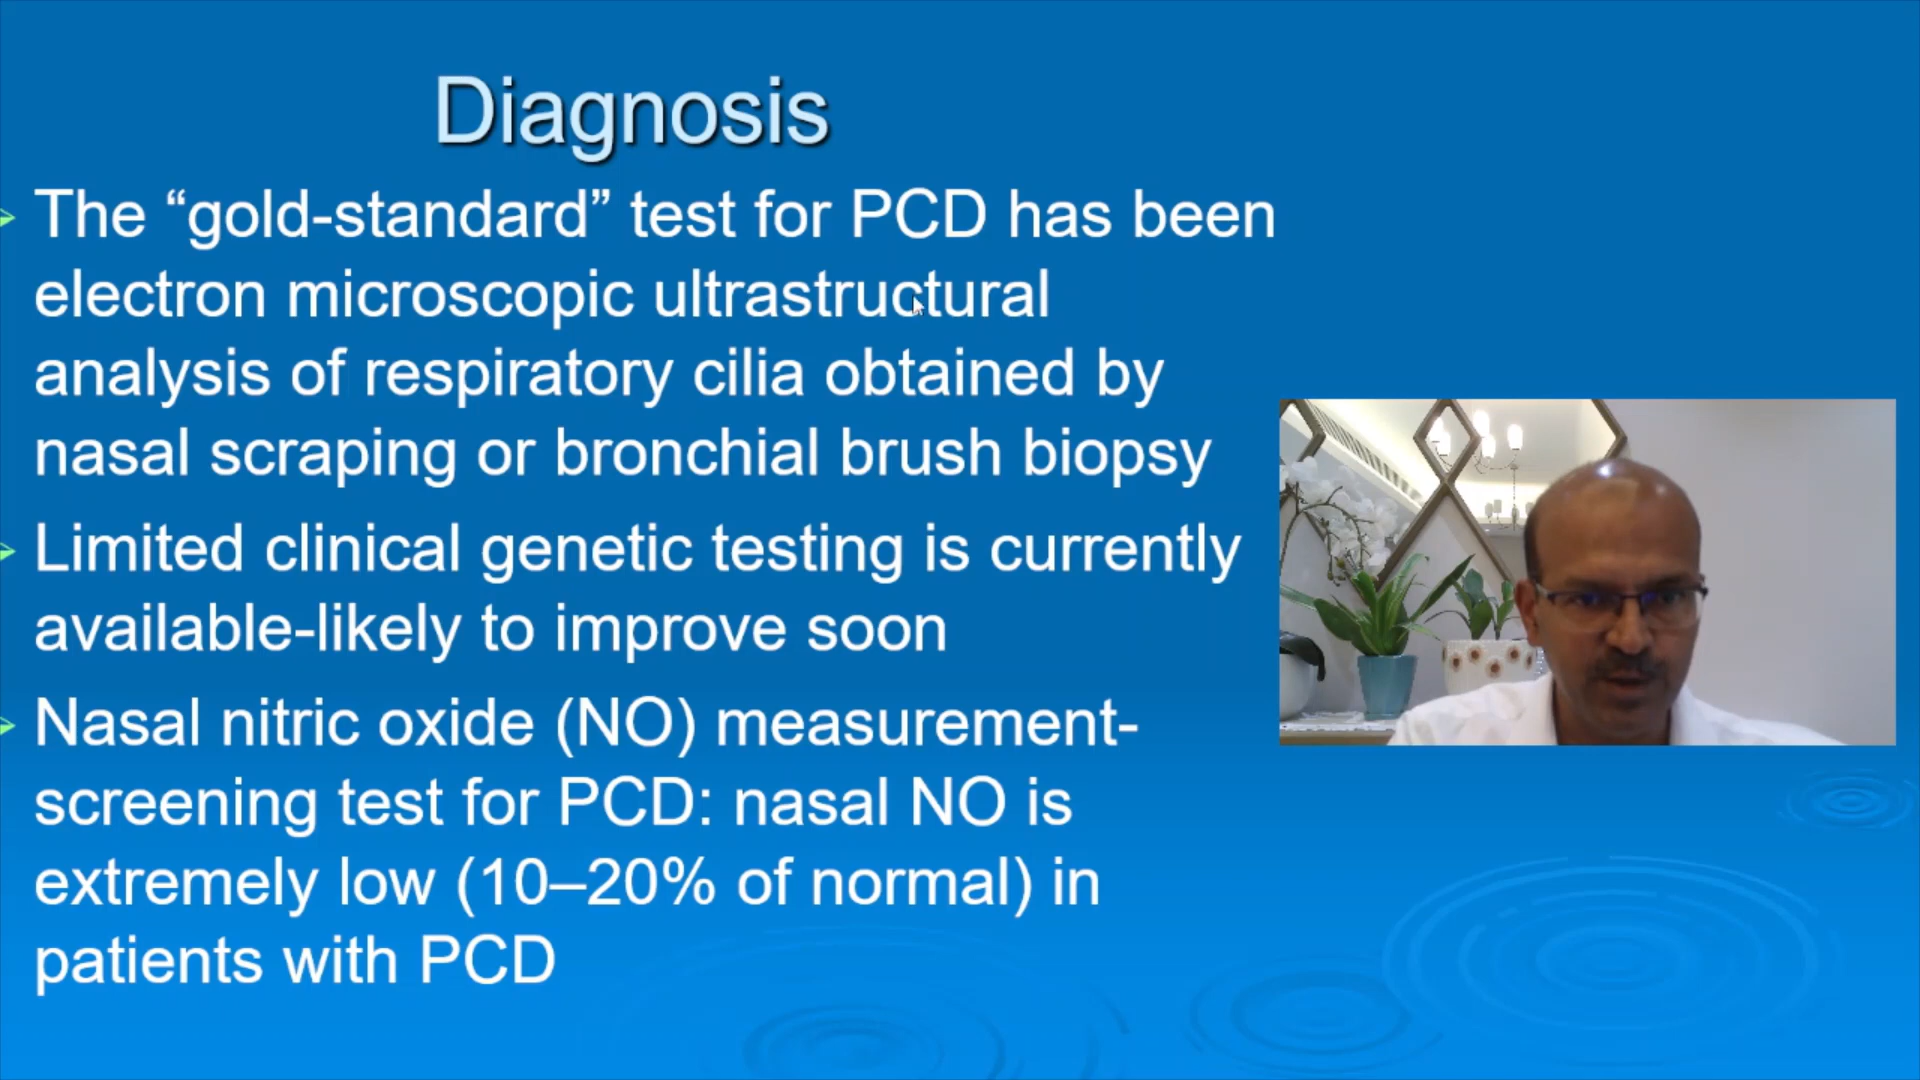 Diagnosis
The “gold-standard” test for PCD has been
electron microscopic ultrastructural
analysis of respiratory cilia obtained by
nasal scraping or bronchial brush biopsy
Limited clinical genetic testing is currently
available-likely to improve soon
Nasal nitric oxide (NO) measurement-
screening test for PCD: nasal NO is
extremely low (10–20% of normal) in
patients with PCD